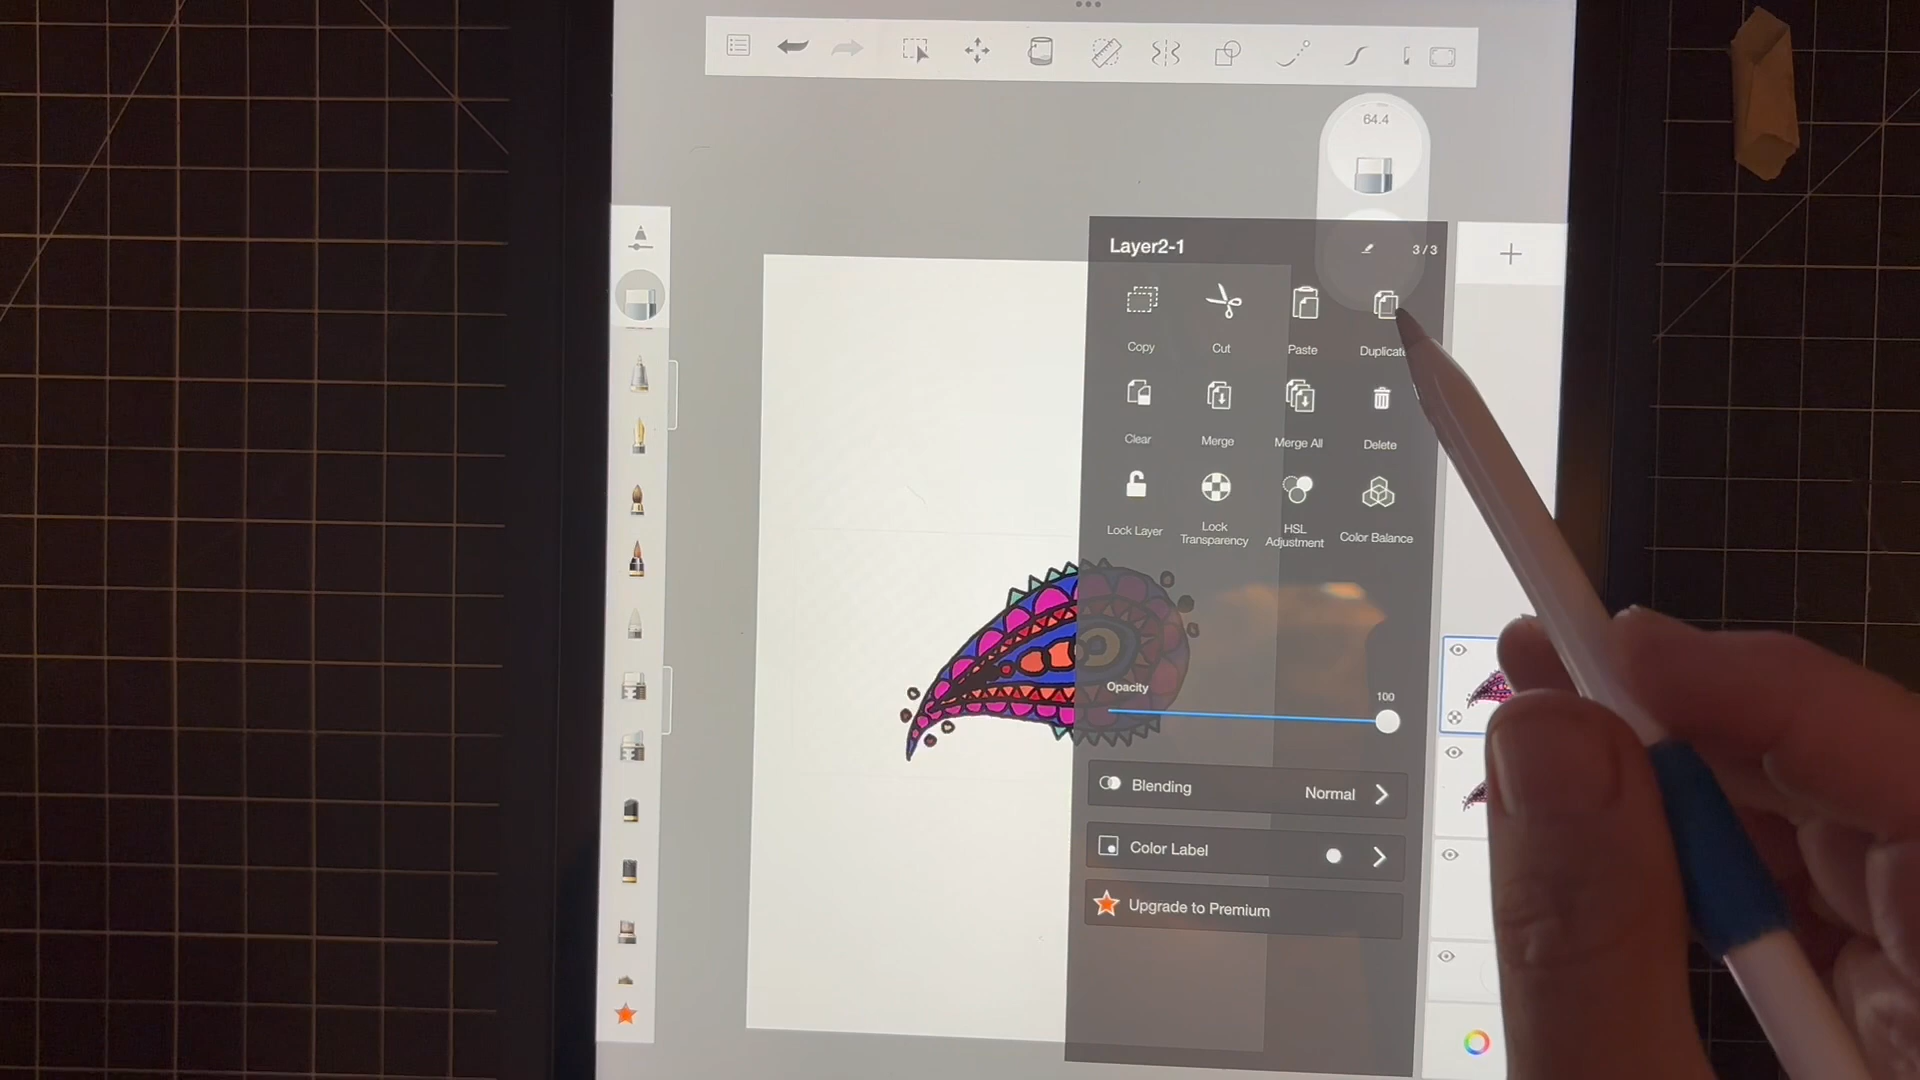 64.4
Layer2-1
3 / 3
Copy
Cut
Paste
Duplicate
Clear
Merge
Merge All
Delete
Lock Layer
Lock
Transparency
HSL
Adjustment
Color Balance
Opacity
100
Blending
Normal
Color Label
Upgrade to Premium